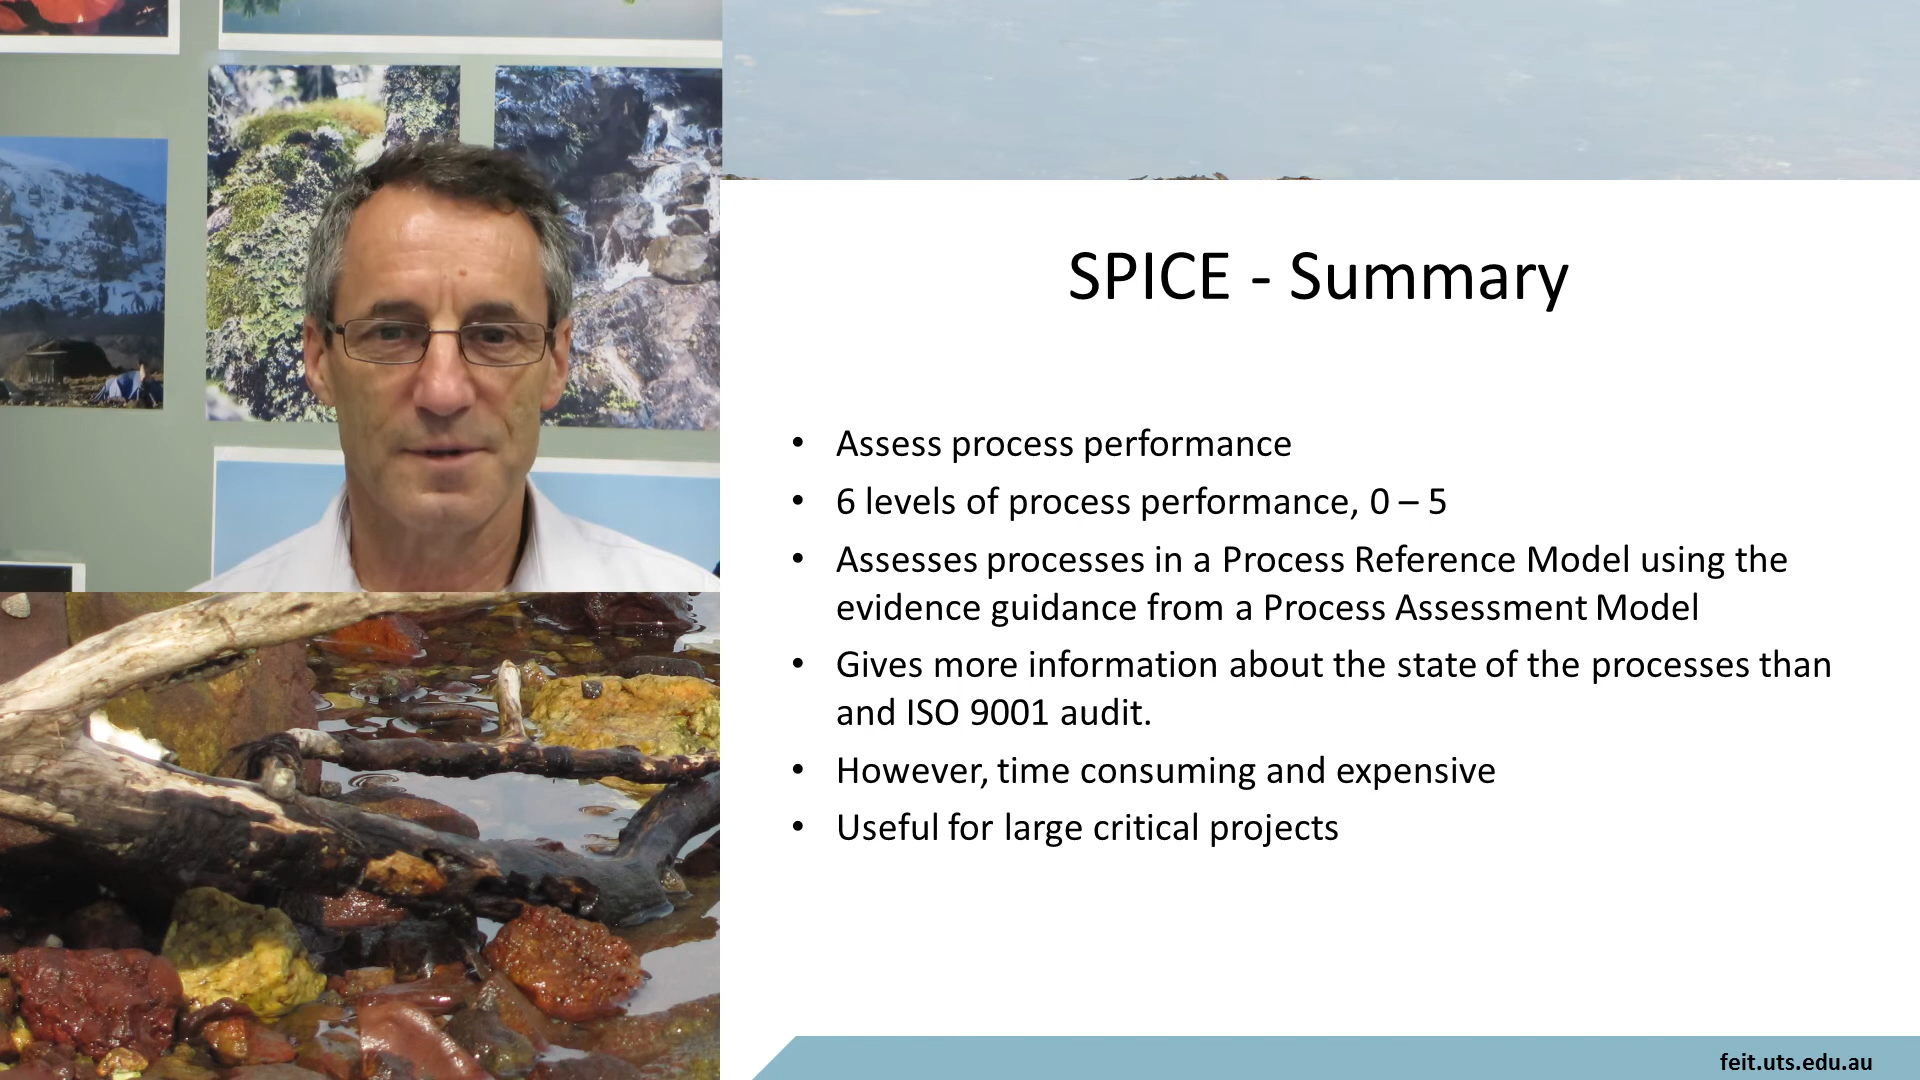 SPICE - Summary
• Assess process performance
• 6 levels of process performance, 0 – 5
• Assesses processes in a Process Reference Model using the
evidence guidance from a Process Assessment Model
• Gives more information about the state of the processes than
and ISO 9001 audit.
• However, time consuming and expensive
• Useful for large critical projects
feit.uts.edu.au